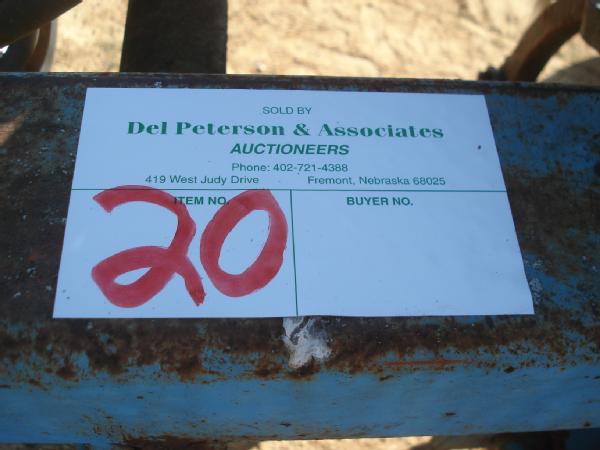 SOLD BY
Del Peterson & Associates
AUCTIONEERS
Phone: 402-721-4388
419 West Judy Drive Fremont, Nebraska 68025
ITEM NO. BUYER NO.
20